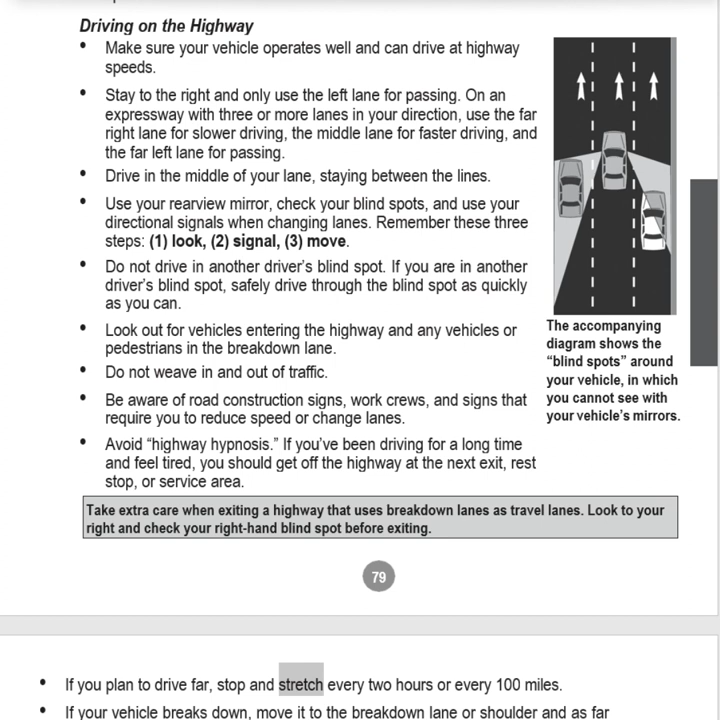 Driving on the Highway
• Make sure your vehicle operates well and can drive at highway
speeds.
• Stay to the right and only use the left lane for passing. On an
expressway with three or more lanes in your direction, use the far
right lane for slower driving, the middle lane for faster driving, and
the far left lane for passing.
• Drive in the middle of your lane, staying between the lines.
• Use your rearview mirror, check your blind spots, and use your
directional signals when changing lanes. Remember these three
steps: (1) look, (2) signal, (3) move.
• Do not drive in another driver’s blind spot. If you are in another
driver’s blind spot, safely drive through the blind spot as quickly
as you can.
• Look out for vehicles entering the highway and any vehicles or
pedestrians in the breakdown lane.
• Do not weave in and out of traffic.
• Be aware of road construction signs, work crews, and signs that
require you to reduce speed or change lanes.
• Avoid “highway hypnosis.” If you’ve been driving for a long time
and feel tired, you should get off the highway at the next exit, rest
stop, or service area.
The accompanying
diagram shows the
“blind spots” around
your vehicle, in which
you cannot see with
your vehicle’s mirrors.
Take extra care when exiting a highway that uses breakdown lanes as travel lanes. Look to your
right and check your right-hand blind spot before exiting.
79
• If you plan to drive far, stop and stretch every two hours or every 100 miles.
• If your vehicle breaks down, move it to the breakdown lane or shoulder and as far